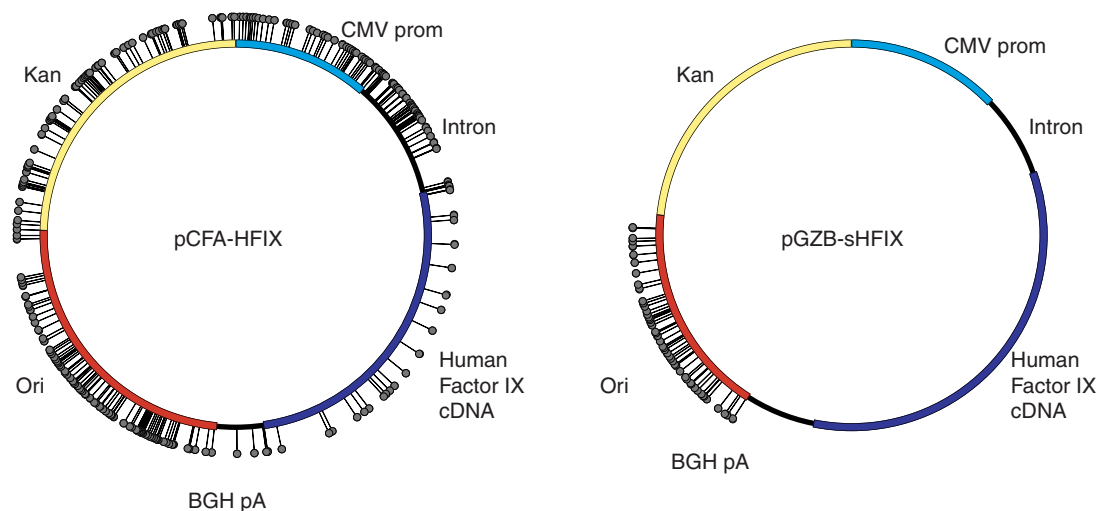 CMV prom
Kan
Intron
pCFA-HFIX
Human
Factor IX
cDNA
Ori
BGH pA
CMV prom
Kan
Intron
pGZB-sHFIX
Human
Factor IX
cDNA
Ori
BGH pA